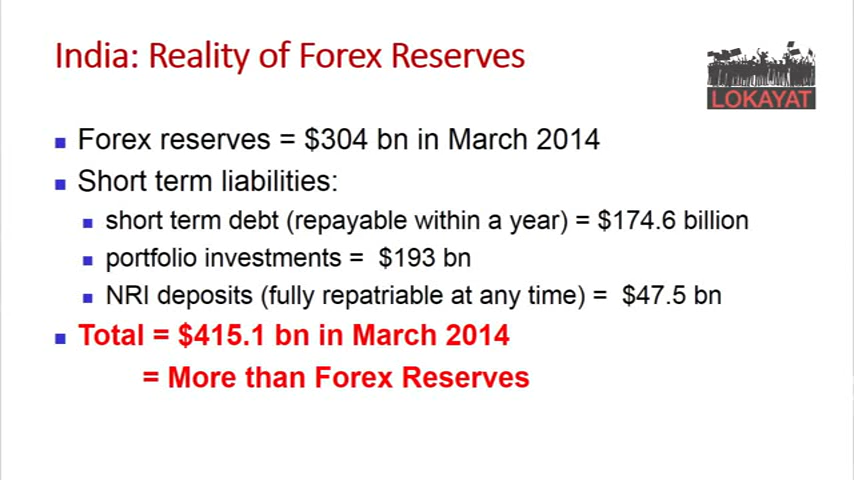 India: Reality of Forex Reserves
LOKAYAT
Forex reserves = $304 bn in March 2014
Short term liabilities:
short term debt (repayable within a year) = $174.6 billion
portfolio investments = $193 bn
NRI deposits (fully repatriable at any time) = $47.5 bn
Total = $415.1 bn in March 2014
= More than Forex Reserves